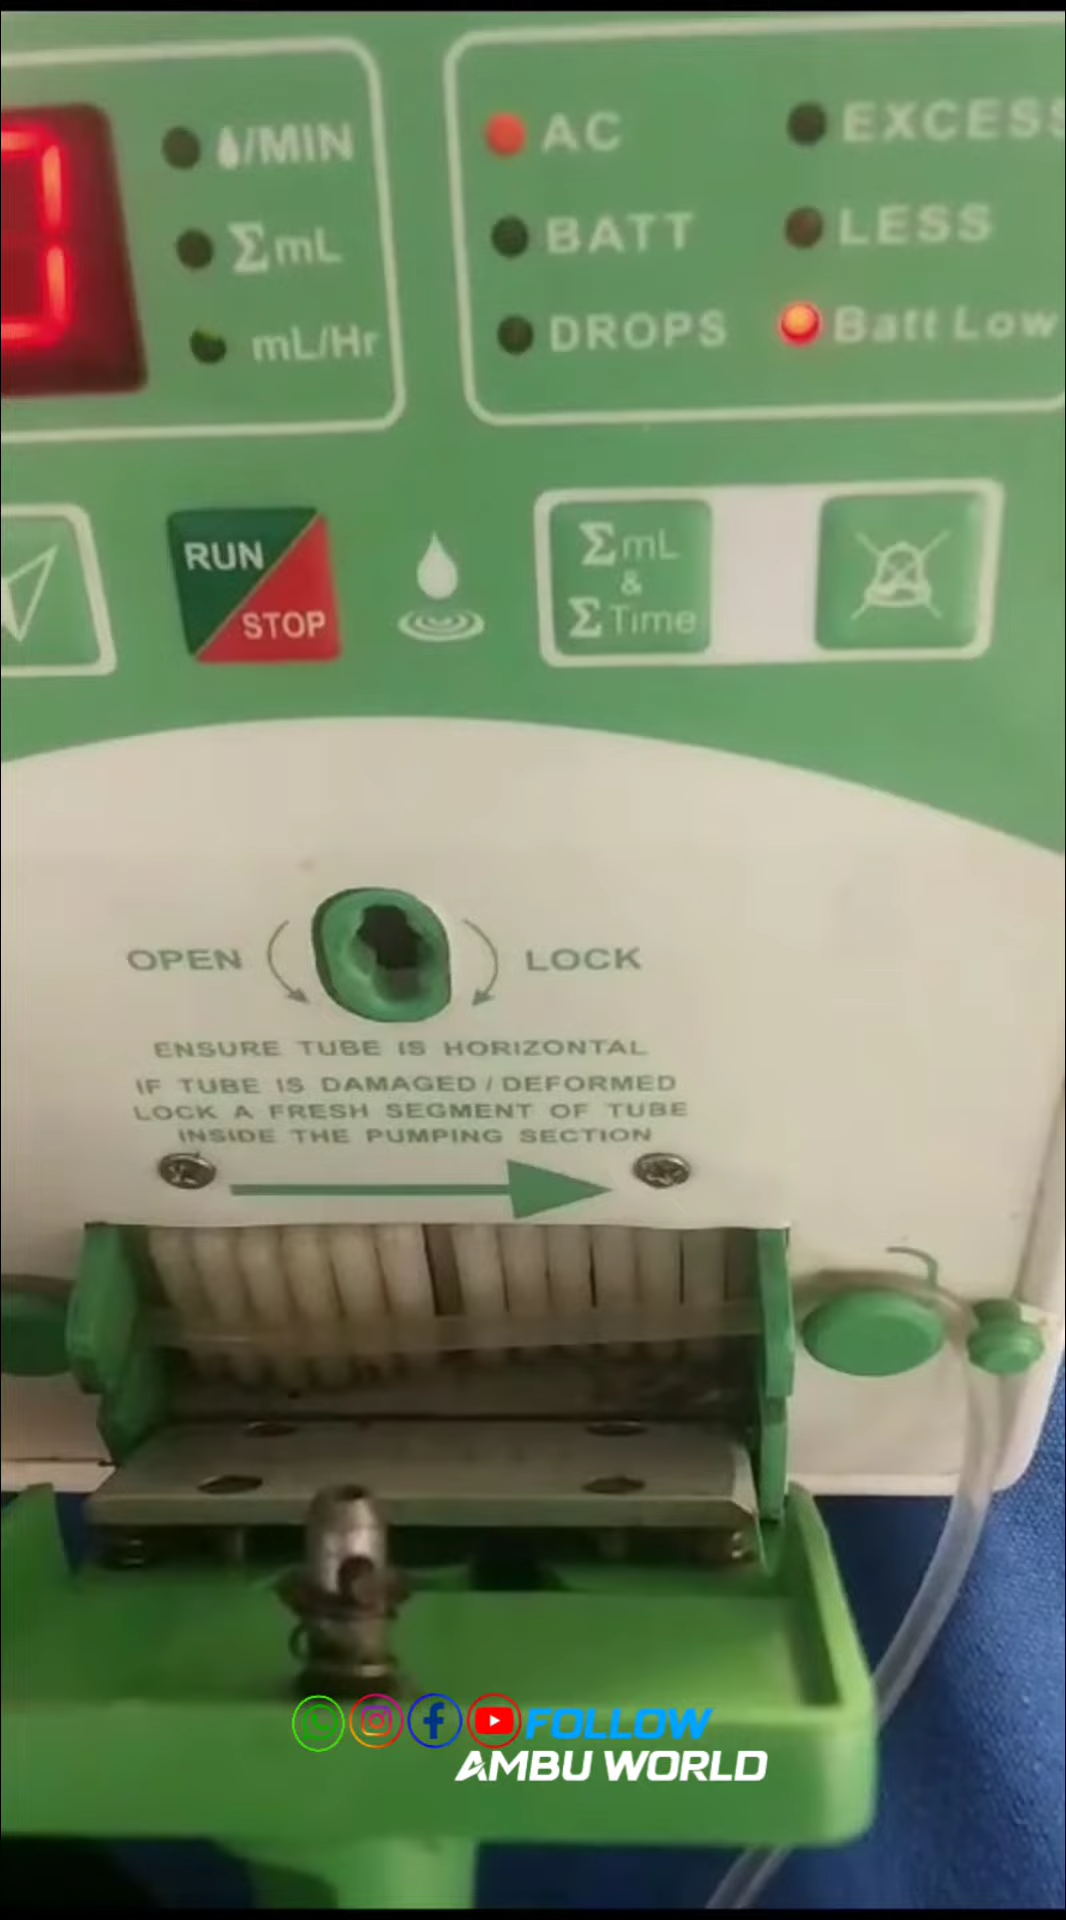 /MIN
ΣmL
mL/Hr
AC
BATT
DROPS
EXCESS
LESS
Batt Low
RUN
STOP
ΣmL
&
ΣTime
OPEN
LOCK
ENSURE TUBE IS HORIZONTAL
IF TUBE IS DAMAGED / DEFORMED
LOCK A FRESH SEGMENT OF TUBE
INSIDE THE PUMPING SECTION
FOLLOW
AMBU WORLD